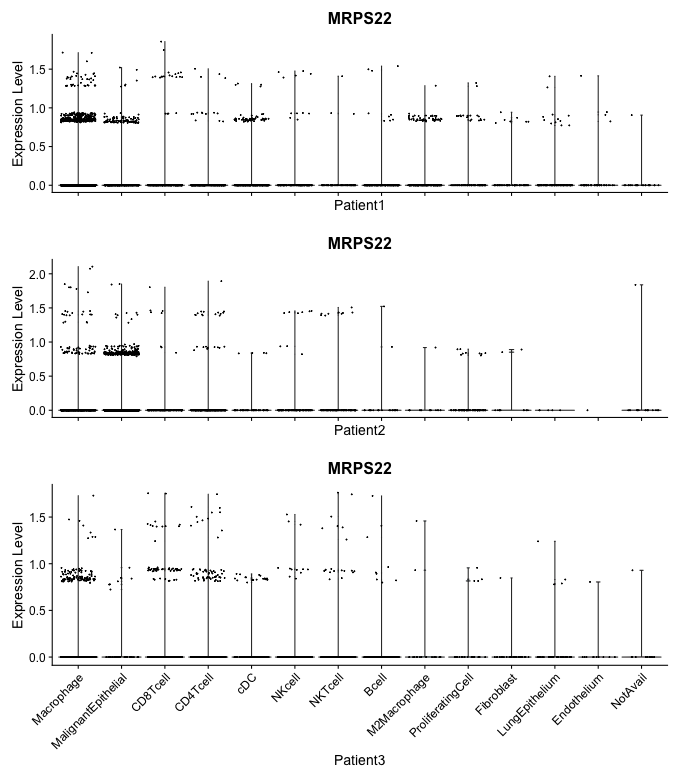 MRPS22
Expression Level
1.5
1.0
0.5
0.0
Patient1
MRPS22
Expression Level
2.0
1.5
1.0
0.5
0.0
Patient2
MRPS22
Expression Level
1.5
1.0
0.5
0.0
Macrophage
MalignantEpithelial
CD8Tcell
CD4Tcell
cDC
NKcell
NKTcell
Bcell
M2Macrophage
ProliferatingCell
Fibroblast
LungEpithelium
Endothelium
NotAvail
Patient3